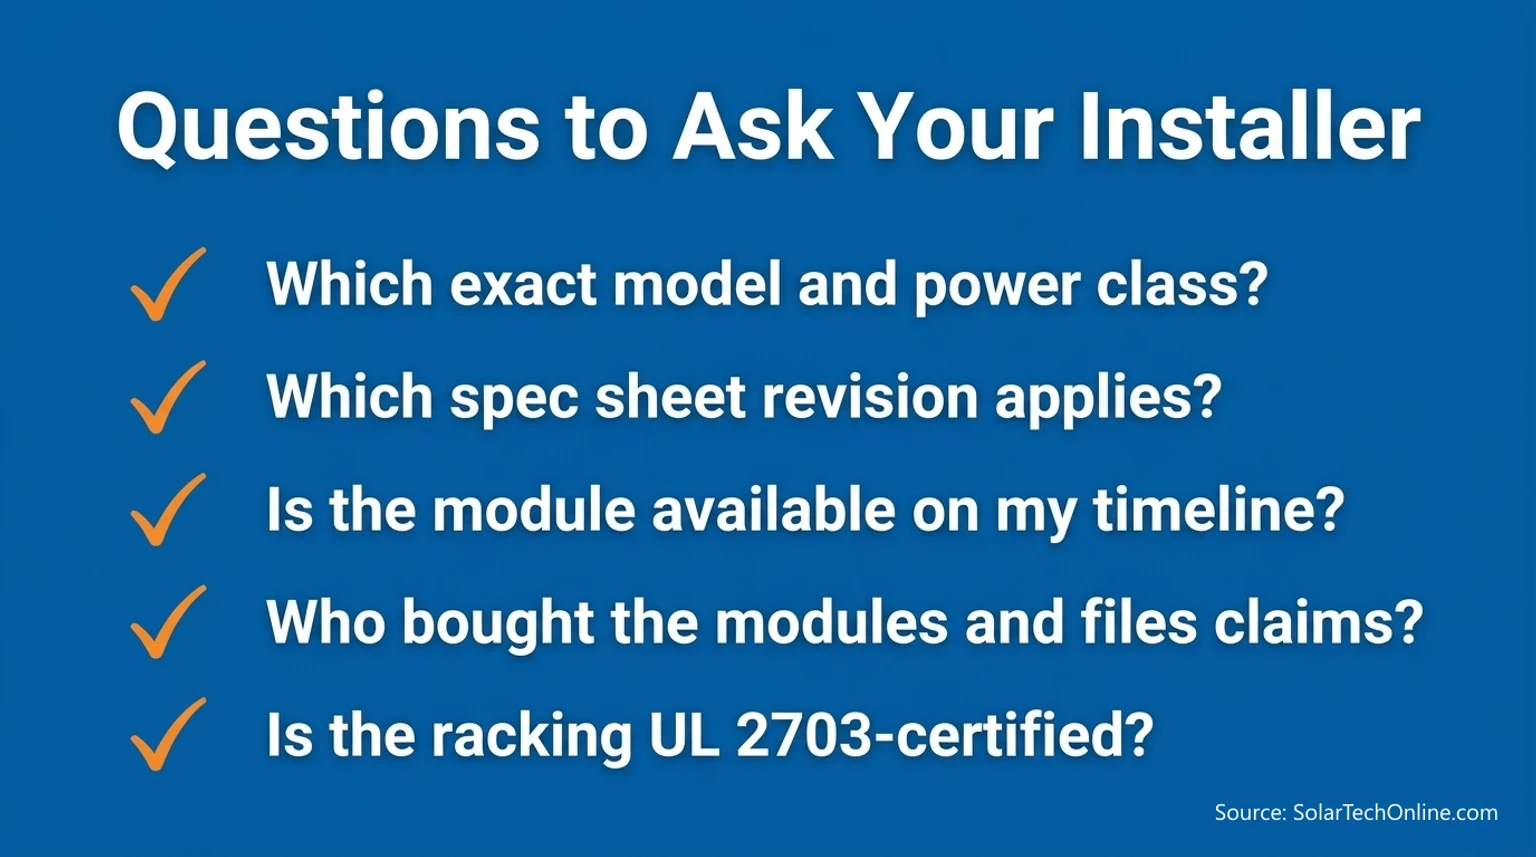 Questions to Ask Your Installer
Which exact model and power class?
Which spec sheet revision applies?
Is the module available on my timeline?
Who bought the modules and files claims?
Is the racking UL 2703-certified?
Source: SolarTechOnline.com